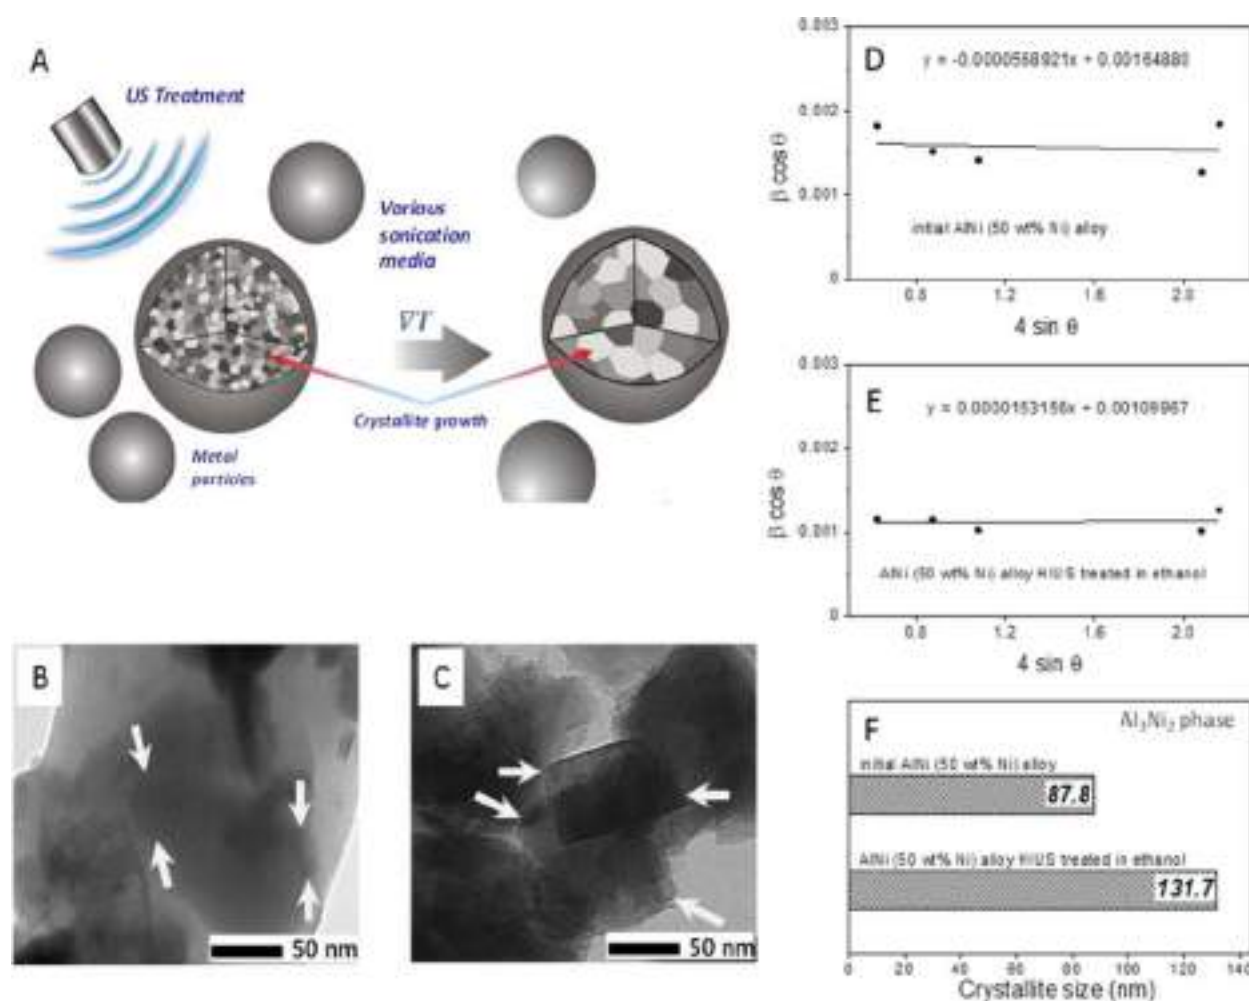 A
US Treatment
Various
sonication
media
∇T
Crystallite growth
Metal
particles
B
50 nm
C
50 nm
D
y = -0.0000558921x + 0.00164880
0.003
0.002
0.001
0
β cos θ
initial AlNi (50 wt% Ni) alloy
0.8
1.2
1.6
2.0
4 sin θ
E
y = 0.0000153156x + 0.00109967
0.003
0.002
0.001
0
β cos θ
AlNi (50 wt% Ni) alloy HIUS treated in ethanol
0.8
1.2
1.6
2.0
4 sin θ
F
Al₃Ni₂ phase
initial AlNi (50 wt% Ni) alloy
87.8
AlNi (50 wt% Ni) alloy HIUS treated in ethanol
131.7
0 20 40 60 80 100 120 140
Crystallite size (nm)